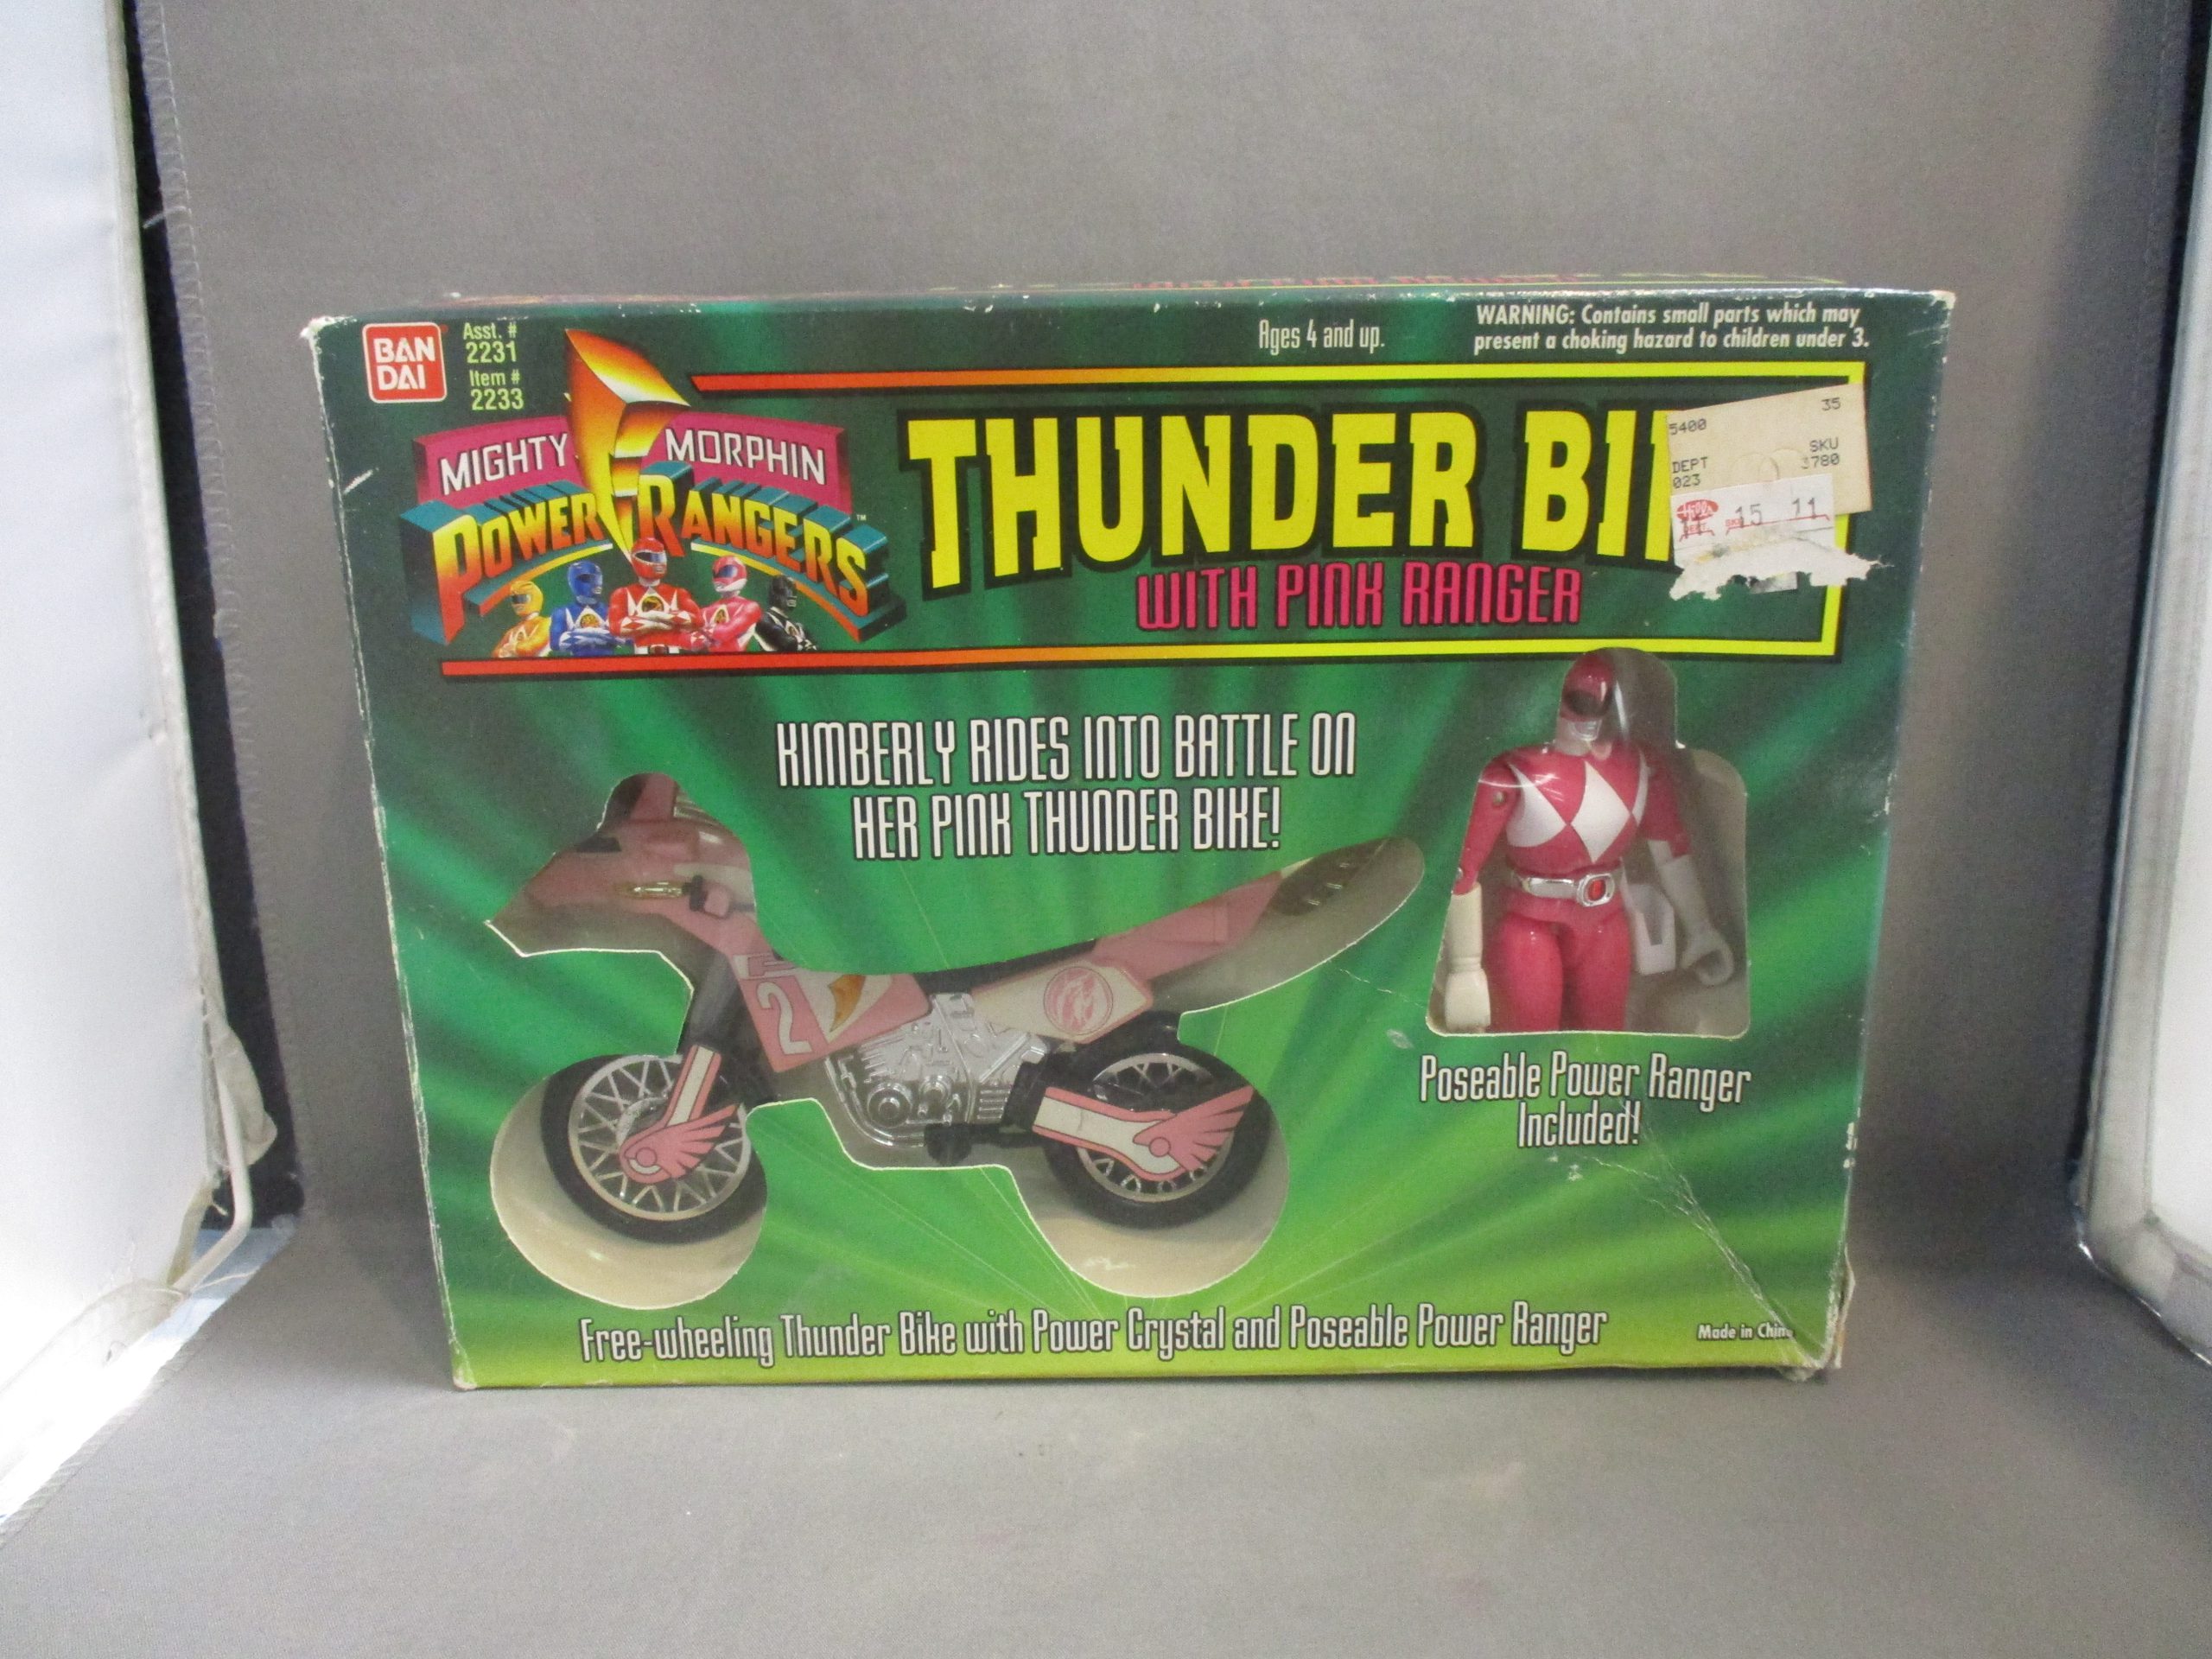 BAN
DAI
Asst. #
2231
Item #
2233
Ages 4 and up.
WARNING: Contains small parts which may
present a choking hazard to children under 3.
MIGHTY MORPHIN
POWER RANGERS
™
THUNDER BI
WITH PINK RANGER
35
5400
SKU
DEPT
780
023
15 11
KIMBERLY RIDES INTO BATTLE ON
HER PINK THUNDER BIKE!
2
Poseable Power Ranger
Included!
Free-wheeling Thunder Bike with Power Crystal and Poseable Power Ranger
Made in China